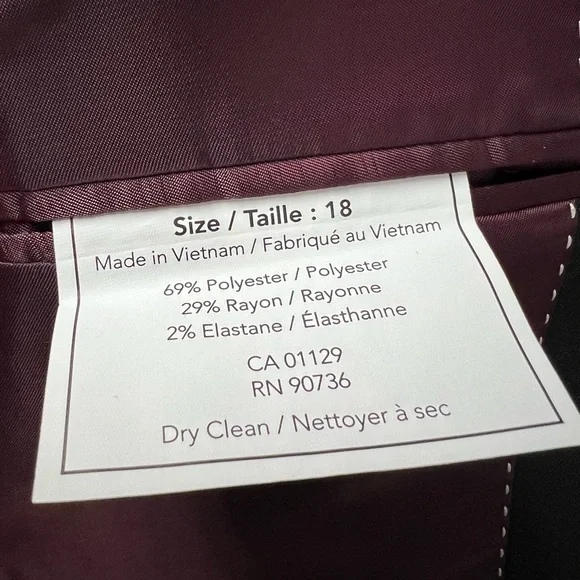 Size / Taille : 18
Made in Vietnam / Fabriqué au Vietnam
69% Polyester / Polyester
29% Rayon / Rayonne
2% Elastane / Élasthanne
CA 01129
RN 90736
Dry Clean / Nettoyer à sec